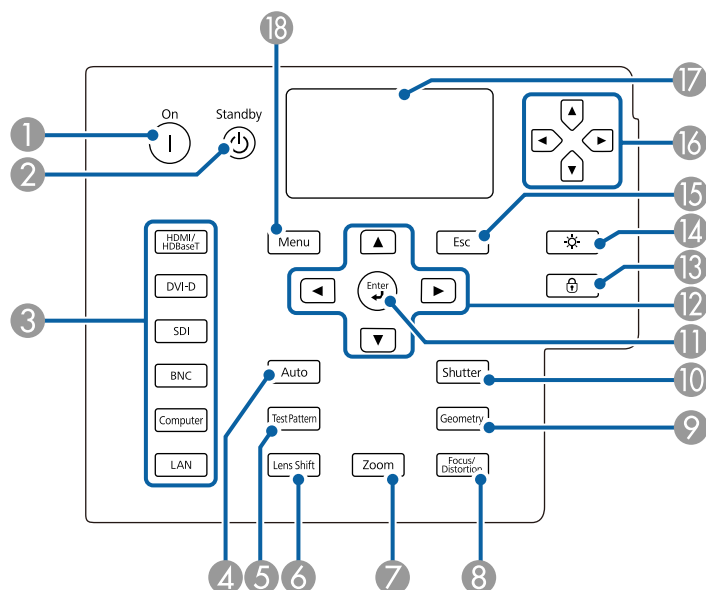 18
17
On
Standby
1
2
16
15
HDMI/
HDBaseT
Menu
Esc
14
DVI-D
Enter
13
12
3
SDI
11
BNC
Auto
Shutter
10
Computer
Test Pattern
Geometry
9
LAN
Lens Shift
Zoom
Focus/
Distortion
4
5
6
7
8